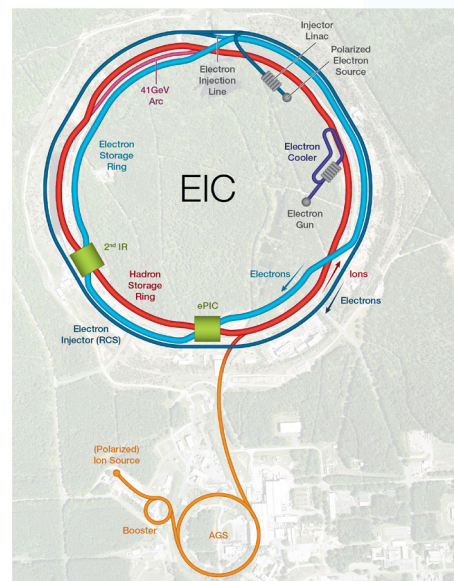 Injector
Linac
Polarized
Electron
Source
Electron
Injection
Line
41GeV
Arc
Electron
Storage
Ring
Electron
Cooler
EIC
Electron
Gun
2nd IR
Hadron
Storage
Ring
Electrons
Ions
Electrons
ePIC
Electron
Injector (RCS)
(Polarized)
Ion Source
Booster
AGS